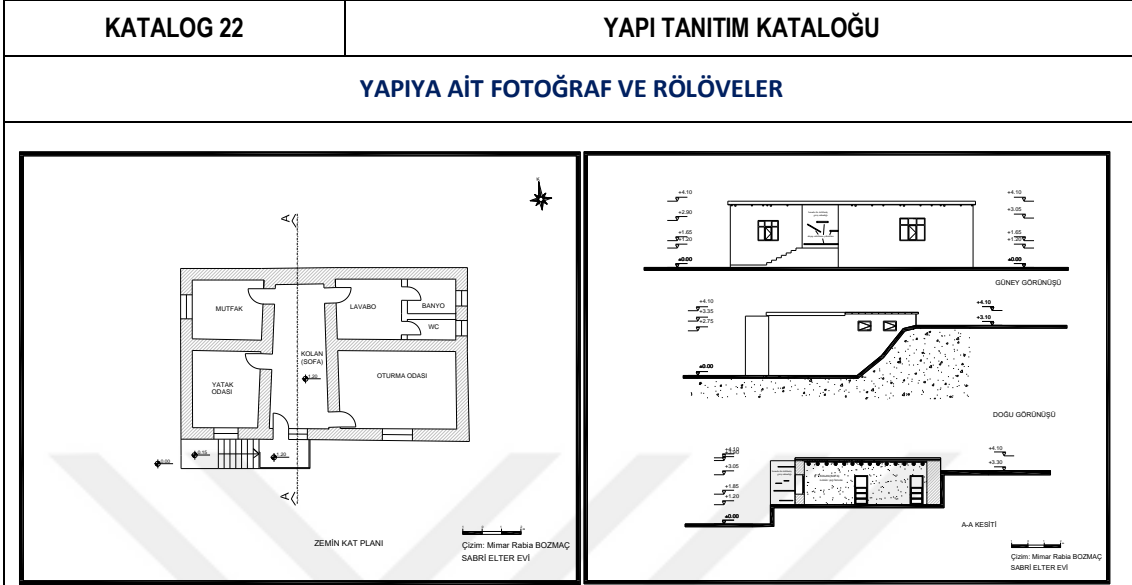 KATALOG 22
YAPI TANITIM KATALOĞU
YAPIYA AİT FOTOĞRAF VE RÖLÖVELER
MUTFAK
LAVABO
BANYO
WC
KOLAN
(SOFA)
YATAK
ODASI
OTURMA ODASI
ZEMİN KAT PLANI
Çizim: Mimar Rabia BOZMAÇ
SABRİ ELTER EVİ
+4.10
+2.90
+1.65
+1.20
±0.00
+4.10
+3.05
+1.65
+1.20
±0.00
GÜNEY GÖRÜNÜŞÜ
+4.10
+3.35
+2.75
±0.00
+4.10
+3.10
DOĞU GÖRÜNÜŞÜ
+4.10
+3.05
+1.85
+1.20
±0.00
+4.10
+3.30
A-A KESİTİ
Çizim: Mimar Rabia BOZMAÇ
SABRİ ELTER EVİ